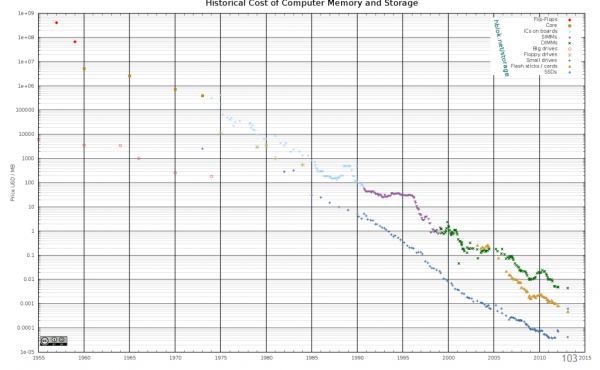 Historical Cost of Computer Memory and Storage
1e+09
1e+08
1e+07
1e+06
100000
10000
1000
100
10
1
0.1
0.01
0.001
0.0001
1e-05
Price USD / MB
hblok.net/storage
Flip-Flops
Core
ICs on boards
SIMMs
DIMMs
Big drives
Floppy drives
Small drives
Flash sticks / cards
SSDs
1955
1960
1965
1970
1975
1980
1985
1990
1995
2000
2005
2010
2015
103